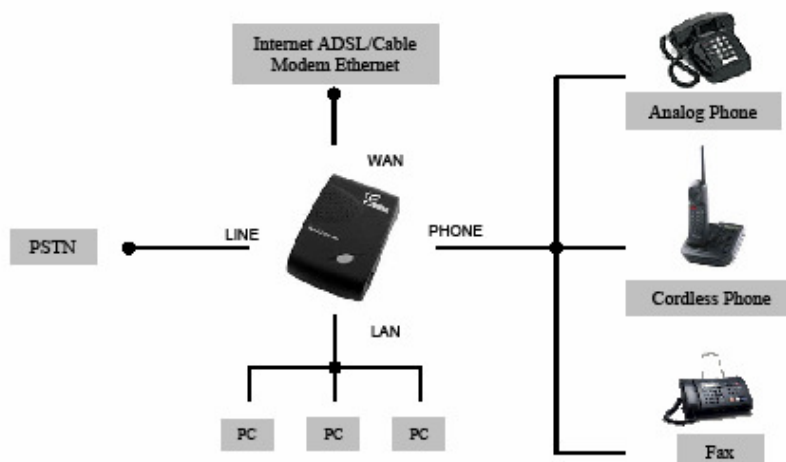 Internet ADSL/Cable
Modem Ethernet
WAN
Analog Phone
PSTN
LINE
PHONE
Cordless Phone
LAN
PC
PC
PC
Fax